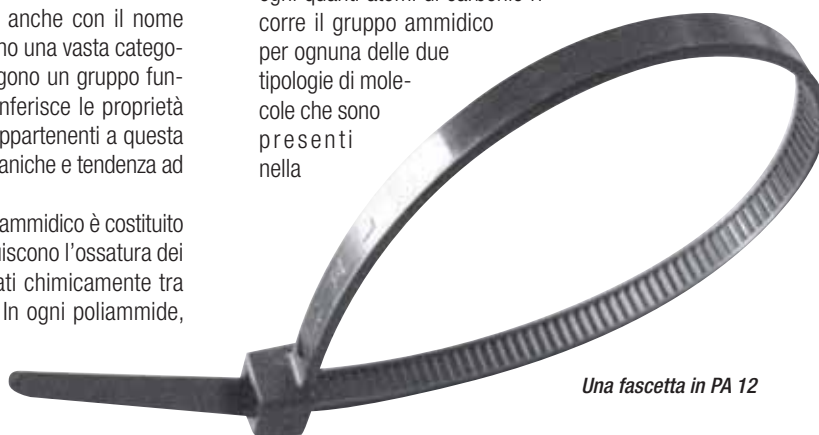 anche con il nome
no una vasta catego-
gono un gruppo fun-
nferisce le proprietà
appartenenti a questa
aniche e tendenza ad
ammidico è costituito
uiscono l'ossatura dei
ati chimicamente tra
In ogni poliammide,
corre il gruppo ammidico
per ognuna delle due
tipologie di mole-
cole che sono
presenti
nella
Una fascetta in PA 12